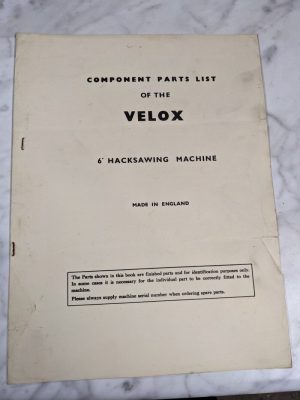 COMPONENT PARTS LIST
OF THE
VELOX
6" HACKSAWING MACHINE
MADE IN ENGLAND
The Parts shown in this book are finished parts and for identification purposes only.
In some cases it is necessary for the individual part to be correctly fitted to the
machine.
Please always supply machine serial number when ordering spare parts.